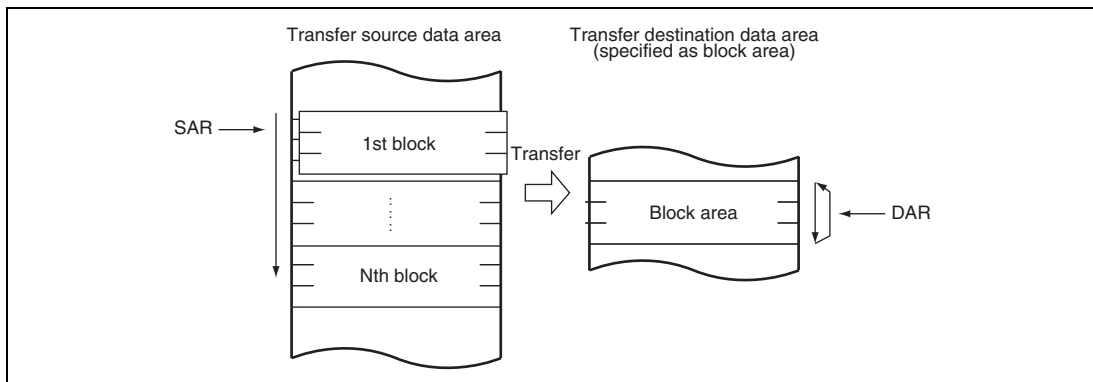 Transfer source data area
Transfer destination data area
(specified as block area)
SAR
1st block
Transfer
Block area
DAR
Nth block